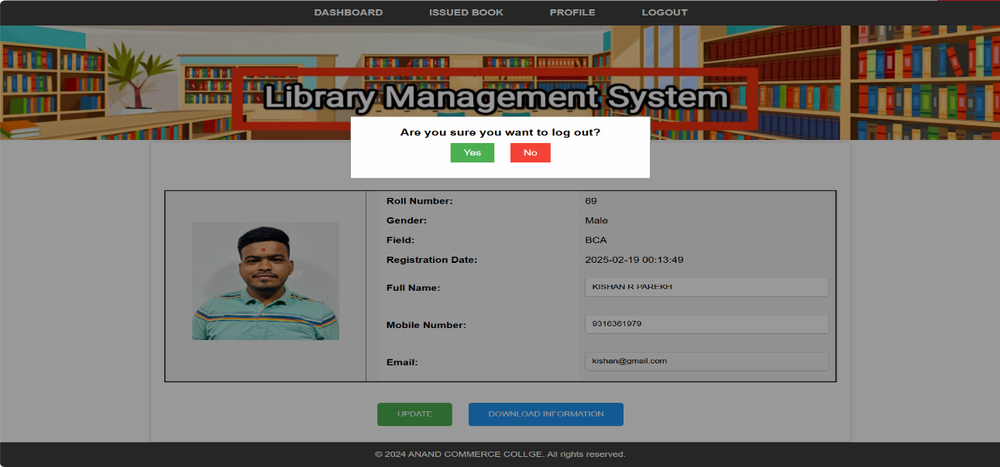 DASHBOARD ISSUED BOOK PROFILE LOGOUT
Library Management System
Are you sure you want to log out?
Yes No
Roll Number: 69
Gender: Male
Field: BCA
Registration Date: 2025-02-19 00:13:49
Full Name: KISHAN R PAREKH
Mobile Number: 9316361979
Email: kishan@gmail.com
UPDATE DOWNLOAD INFORMATION
© 2024 ANAND COMMERCE COLLGE. All rights reserved.